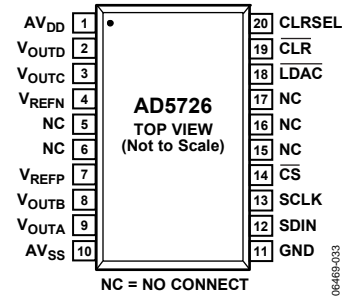 AVDD 1
VOUTD 2
VOUTC 3
VREFN 4
NC 5
NC 6
VREFP 7
VOUTB 8
VOUTA 9
AVSS 10
AD5726
TOP VIEW
(Not to Scale)
20 CLRSEL
19 CLR
18 LDAC
17 NC
16 NC
15 NC
14 CS
13 SCLK
12 SDIN
11 GND
NC = NO CONNECT
06469-033